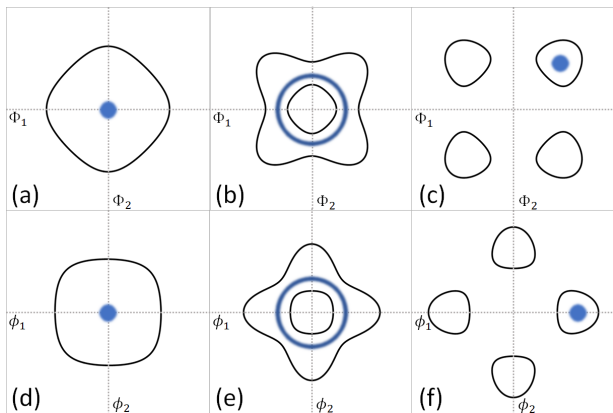 Φ₁ Φ₁ Φ₁
(a) Φ₂ (b) Φ₂ (c) Φ₂
ϕ₁ ϕ₁ ϕ₁
(d) ϕ₂ (e) ϕ₂ (f) ϕ₂